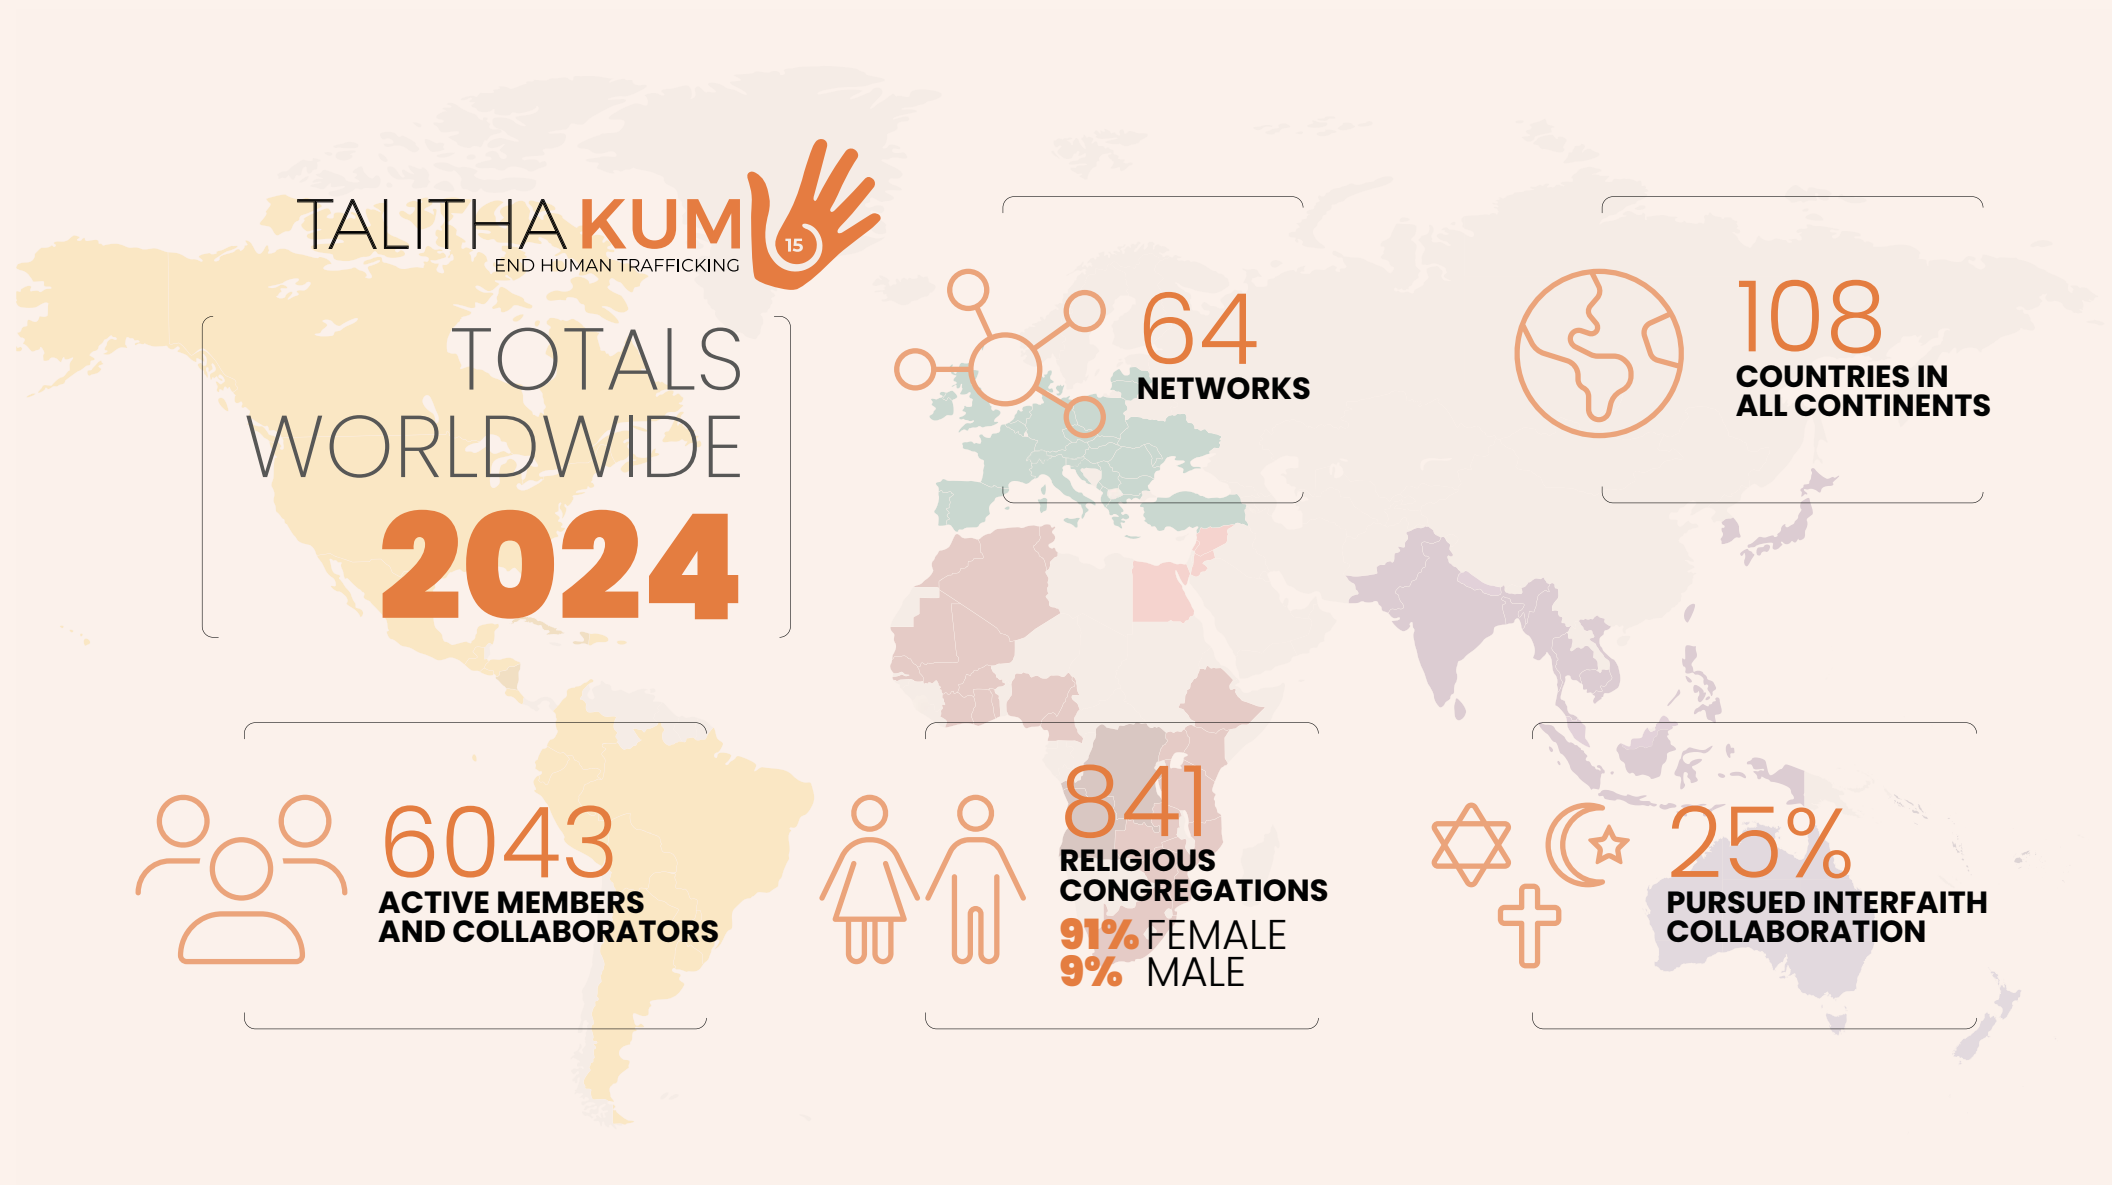 TALITHA KUM
15
END HUMAN TRAFFICKING
TOTALS
WORLDWIDE
2024
64
NETWORKS
108
COUNTRIES IN
ALL CONTINENTS
6043
ACTIVE MEMBERS
AND COLLABORATORS
841
RELIGIOUS
CONGREGATIONS
91% FEMALE
9% MALE
25%
PURSUED INTERFAITH
COLLABORATION